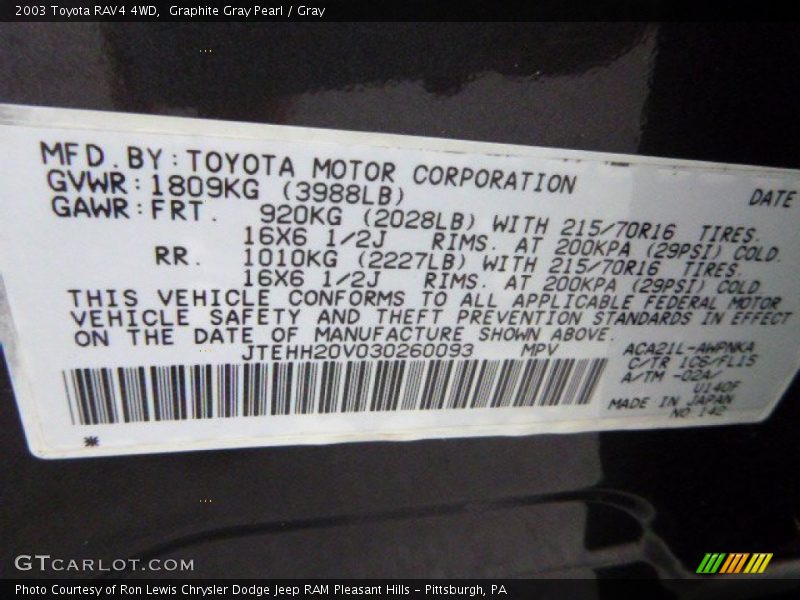 2003 Toyota RAV4 4WD,  Graphite Gray Pearl / Gray
MFD. BY: TOYOTA MOTOR CORPORATION
DATE
GVWR: 1809KG (3988LB)
GAWR: FRT. 920KG (2028LB) WITH 215/70R16 TIRES.
16X6 1/2J RIMS. AT 200KPA (29PSI) COLD.
RR. 1010KG (2227LB) WITH 215/70R16 TIRES.
16X6 1/2J RIMS. AT 200KPA (29PSI) COLD
THIS VEHICLE CONFORMS TO ALL APPLICABLE FEDERAL MOTOR
VEHICLE SAFETY AND THEFT PREVENTION STANDARDS IN EFFECT
ON THE DATE OF MANUFACTURE SHOWN ABOVE.
JTEHH20V030260093 MPV
ACA21L-AWPNKA
C/TR 1C6/FL15
A/TM -02A/
U140F
MADE IN JAPAN
NO 142
GTCARLOT.COM
Photo Courtesy of Ron Lewis Chrysler Dodge Jeep RAM Pleasant Hills - Pittsburgh, PA